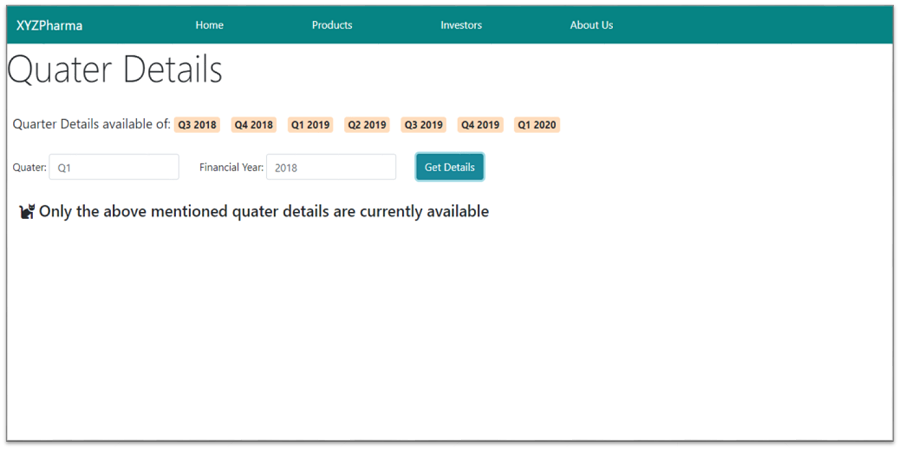 XYZPharma Home Products Investors About Us
Quater Details
Quarter Details available of: Q3 2018 Q4 2018 Q1 2019 Q2 2019 Q3 2019 Q4 2019 Q1 2020
Quater: Q1 Financial Year: 2018 Get Details
Only the above mentioned quater details are currently available